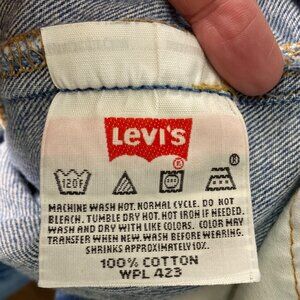 LEVI'S
®
120F
MACHINE WASH HOT. NORMAL CYCLE. DO NOT
BLEACH. TUMBLE DRY HOT. HOT IRON IF NEEDED.
WASH AND DRY WITH LIKE COLORS. COLOR MAY
TRANSFER WHEN NEW. WASH BEFORE WEARING.
SHRINKS APPROXIMATELY 10%.
100% COTTON
WPL 423